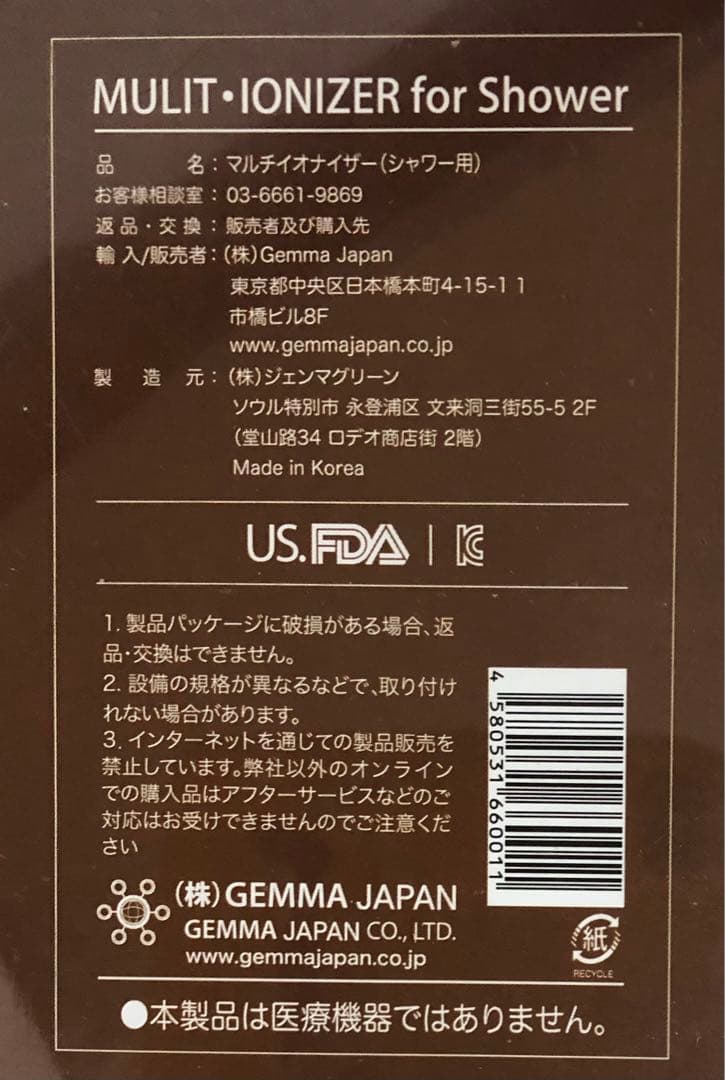 MULIT・IONIZER for Shower
品名：マルチイオナイザー（シャワー用）
お客様相談室：03-6661-9869
返品・交換：販売者及び購入先
輸入/販売者：（株）Gemma Japan
東京都中央区日本橋本町4-15-11
市橋ビル8F
www.gemmajapan.co.jp
製造元：（株）ジェンマグリーン
ソウル特別市 永登浦区 文来洞三街55-5 2F
（堂山路34 ロデオ商店街 2階）
Made in Korea
US.FDA | KC
1. 製品パッケージに破損がある場合、返
品・交換はできません。
2. 設備の規格が異なるなどで、取り付け
れない場合があります。
3. インターネットを通じての製品販売を
禁止しています。弊社以外のオンライン
での購入品はアフターサービスなどのご
対応はお受けできませんのでご注意くだ
さい
4 580531 660011
（株）GEMMA JAPAN
GEMMA JAPAN CO., LTD.
www.gemmajapan.co.jp
紙
RECYCLE
●本製品は医療機器ではありません。